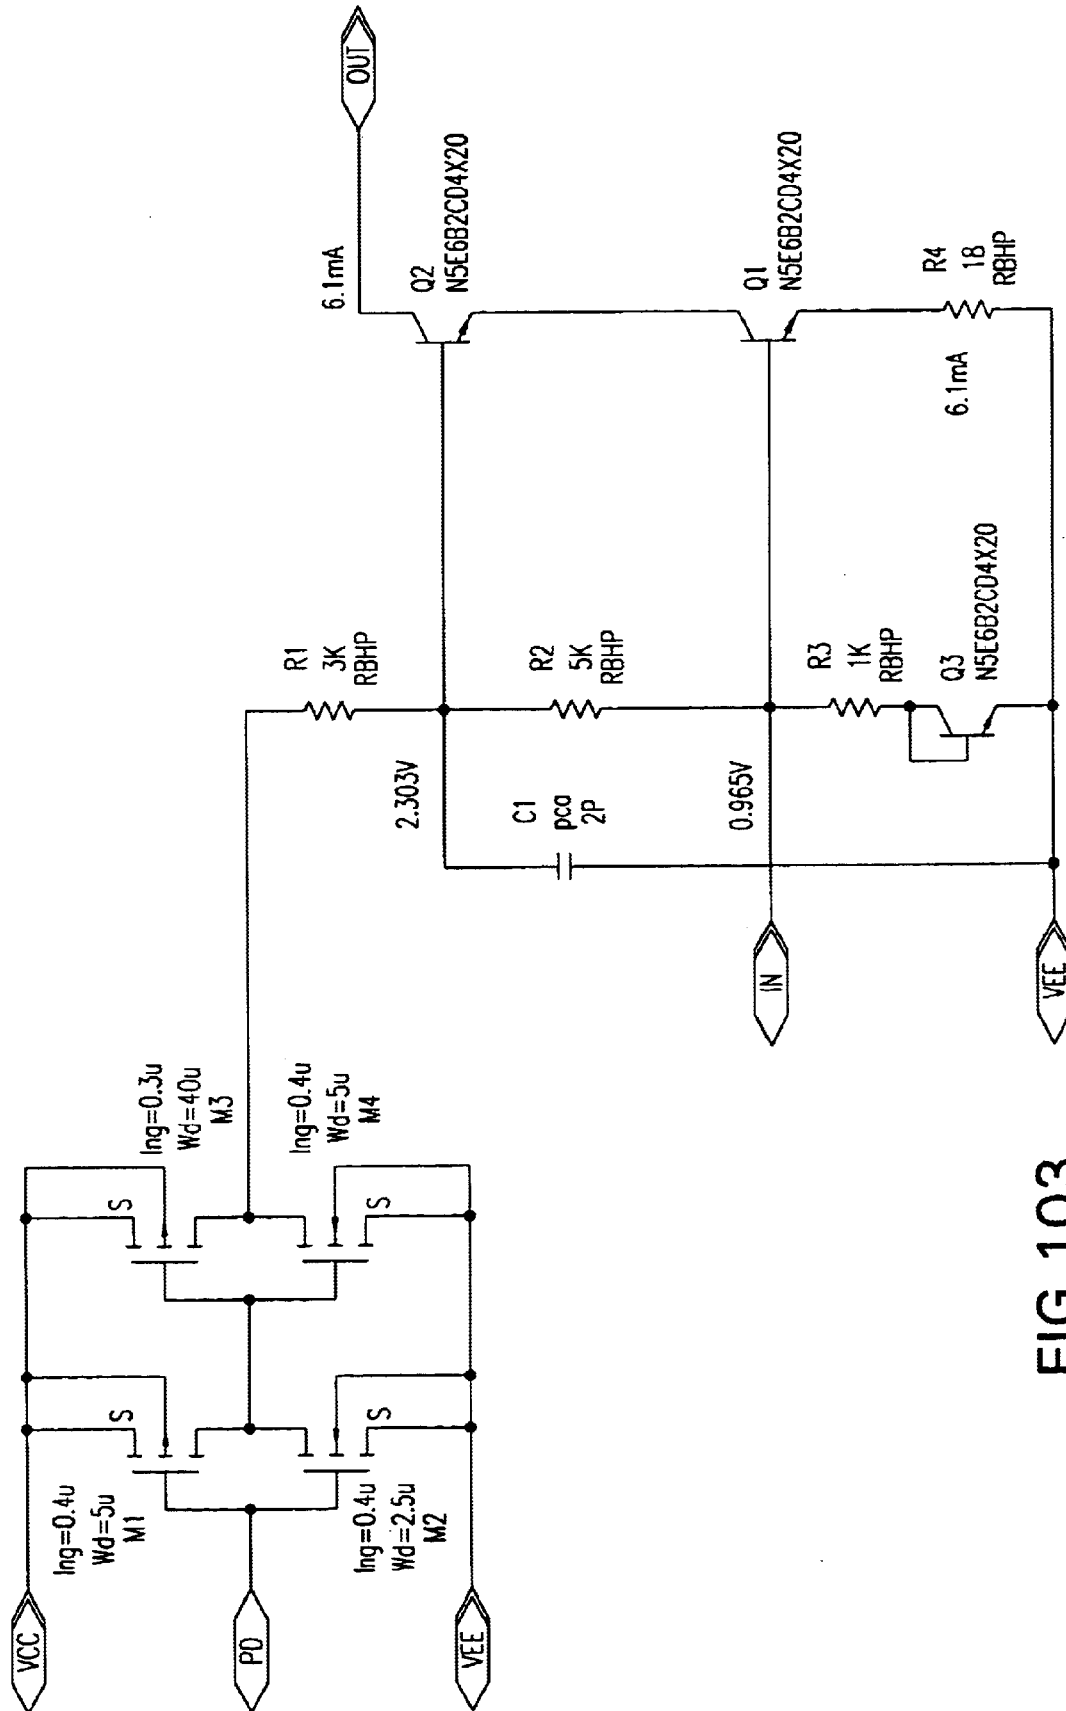 VCC
PD
VEE
lng=0.4u
Wd=5u
M1
S
lng=0.4u
Wd=2.5u
M2
S
lng=0.3u
Wd=40u
M3
S
lng=0.4u
Wd=5u
M4
S
R1
3K
RBHP
2.303V
C1
pca
2P
R2
5K
RBHP
0.965V
IN
R3
1K
RBHP
Q3
N5E6B2CD4X20
VEE
OUT
6.1mA
Q2
N5E6B2CD4X20
Q1
N5E6B2CD4X20
R4
18
RBHP
6.1mA
FIG. 103